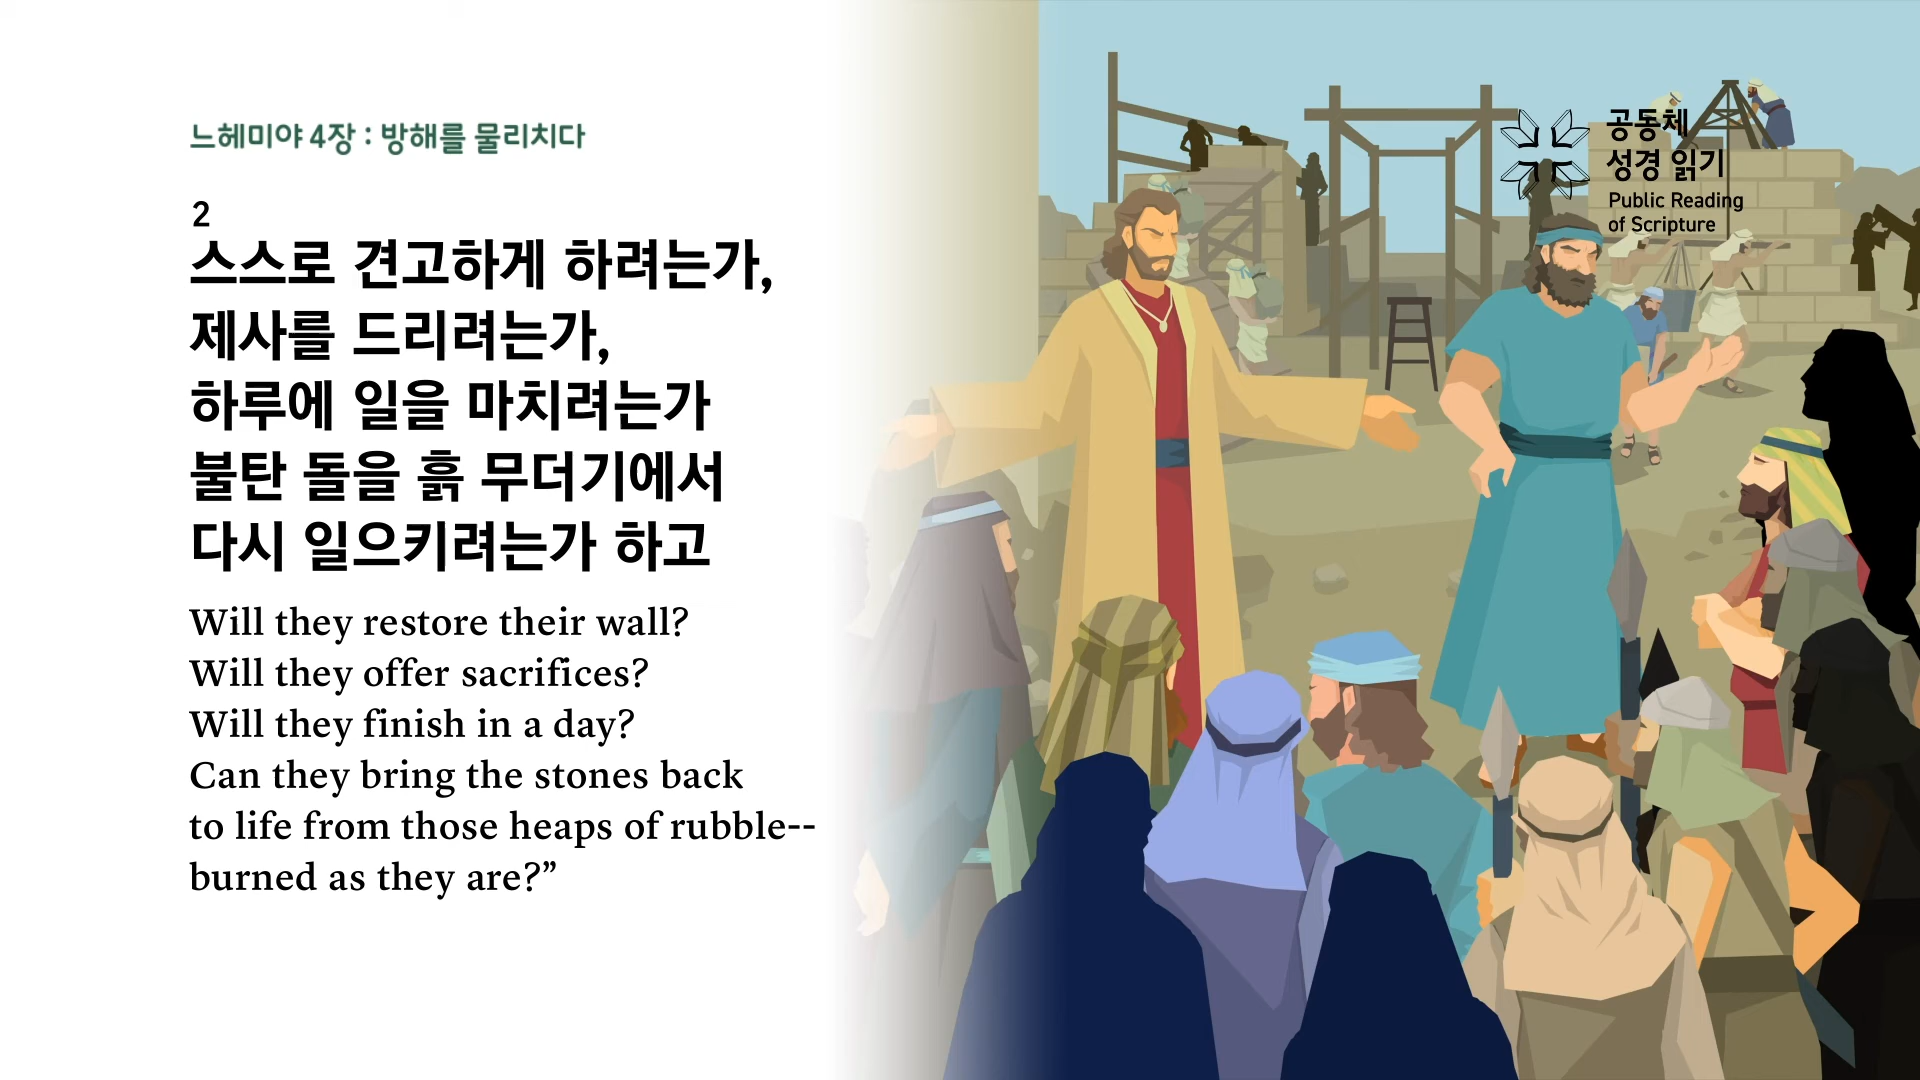 느헤미야 4장 : 방해를 물리치다
2
스스로 견고하게 하려는가,
제사를 드리려는가,
하루에 일을 마치려는가
불탄 돌을 흙 무더기에서
다시 일으키려는가 하고
Will they restore their wall?
Will they offer sacrifices?
Will they finish in a day?
Can they bring the stones back
to life from those heaps of rubble--
burned as they are?”
공동체
성경 읽기
Public Reading
of Scripture